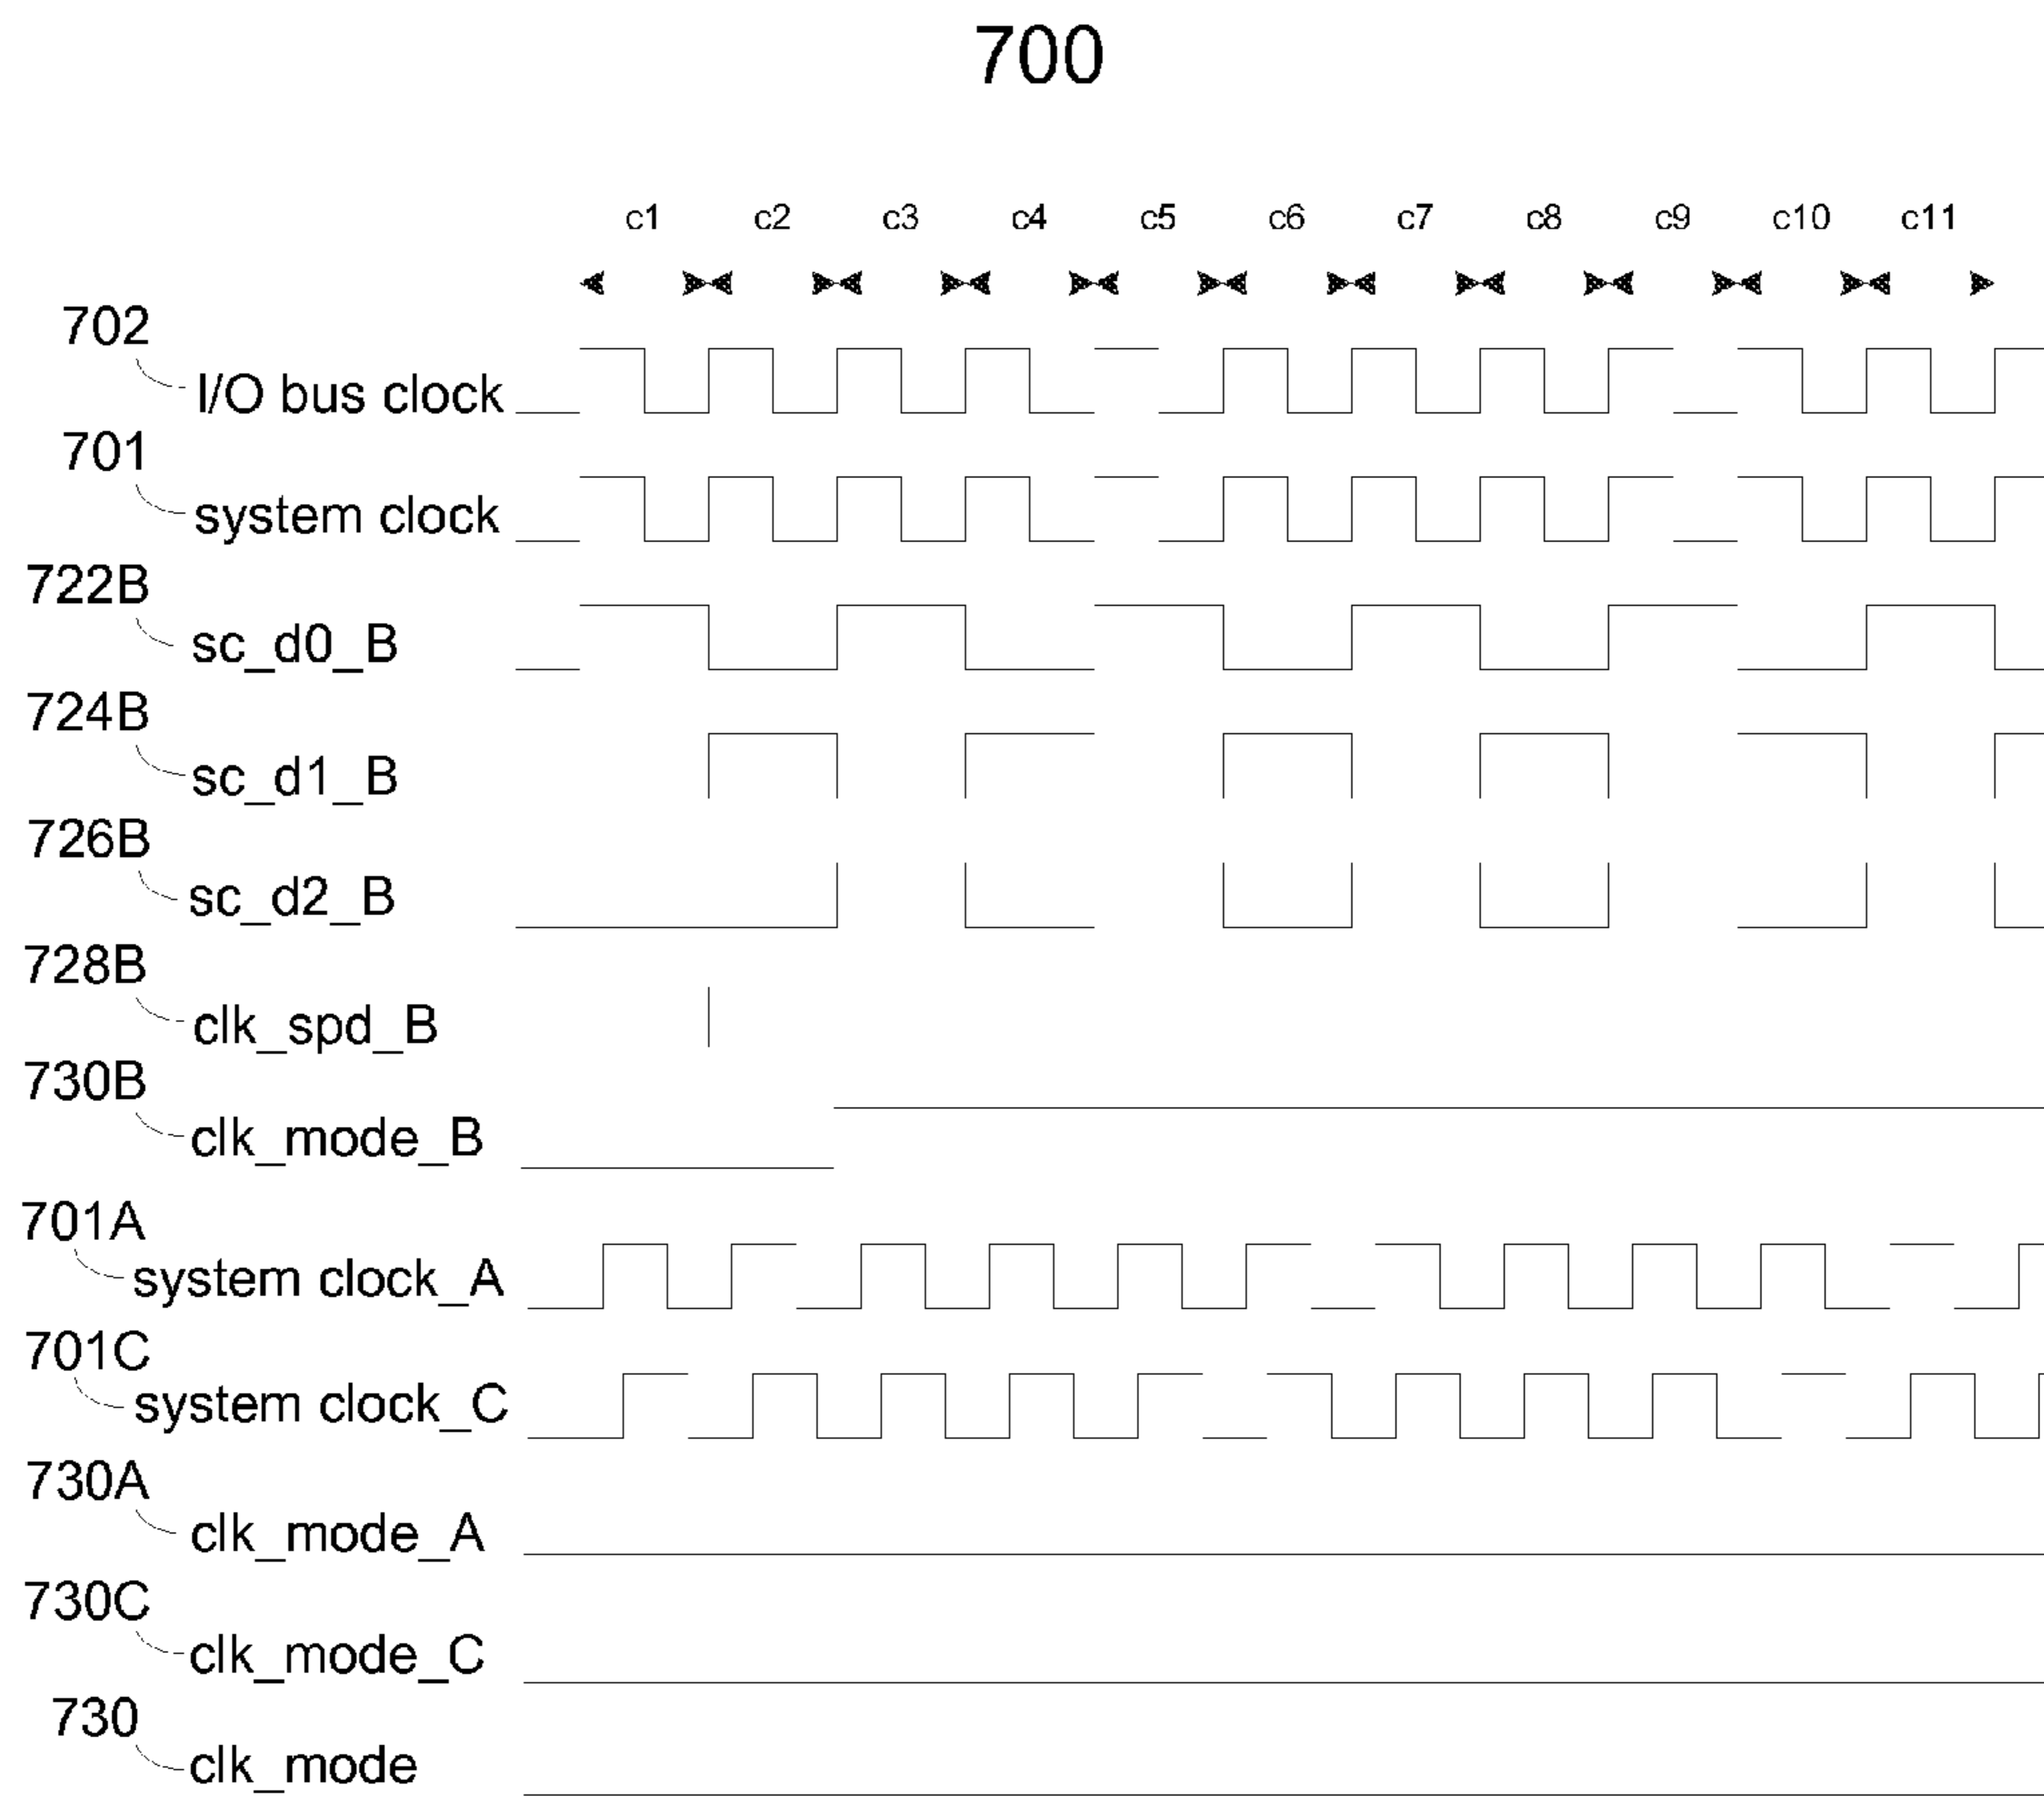 700
c1 c2 c3 c4 c5 c6 c7 c8 c9 c10 c11
702
I/O bus clock
701
system clock
722B
sc_d0_B
724B
sc_d1_B
726B
sc_d2_B
728B
clk_spd_B
730B
clk_mode_B
701A
system clock_A
701C
system clock_C
730A
clk_mode_A
730C
clk_mode_C
730
clk_mode